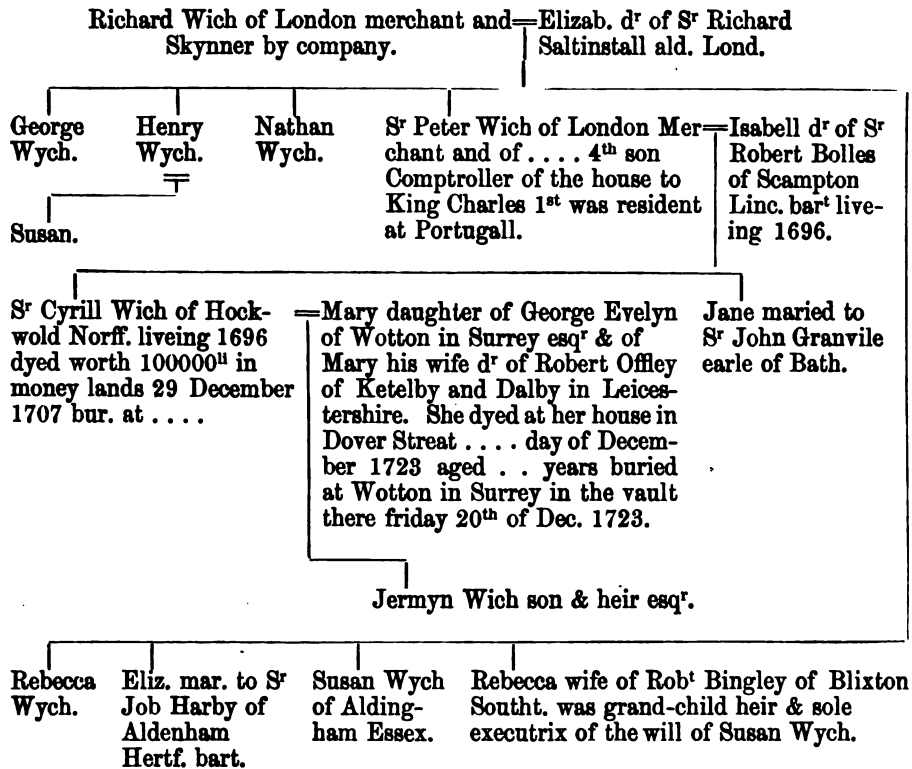 Richard Wich of London merchant and=Elizab. dʳ of Sʳ Richard
Skynner by company. Saltinstall ald. Lond.
George
Wych.
Henry
Wych.
Nathan
Wych.
Sʳ Peter Wich of London Mer-
chant and of . . . . 4ᵗʰ son
Comptroller of the house to
King Charles 1ˢᵗ was resident
at Portugall.
=Isabell dʳ of Sʳ
Robert Bolles
of Scampton
Linc. barᵗ live-
ing 1696.
Susan.
Sʳ Cyrill Wich of Hock-
wold Norff. liveing 1696
dyed worth 100000ˡⁱ in
money lands 29 December
1707 bur. at . . . .
=Mary daughter of George Evelyn
of Wotton in Surrey esqʳ & of
Mary his wife dʳ of Robert Offley
of Ketelby and Dalby in Leices-
tershire. She dyed at her house in
Dover Streat . . . . day of Decem-
ber 1723 aged . . years buried
at Wotton in Surrey in the vault
there friday 20ᵗʰ of Dec. 1723.
Jane maried to
Sʳ John Granvile
earle of Bath.
Jermyn Wich son & heir esqʳ.
Rebecca
Wych.
Eliz. mar. to Sʳ
Job Harby of
Aldenham
Hertf. bart.
Susan Wych
of Alding-
ham Essex.
Rebecca wife of Robᵗ Bingley of Blixton
Southt. was grand-child heir & sole
executrix of the will of Susan Wych.